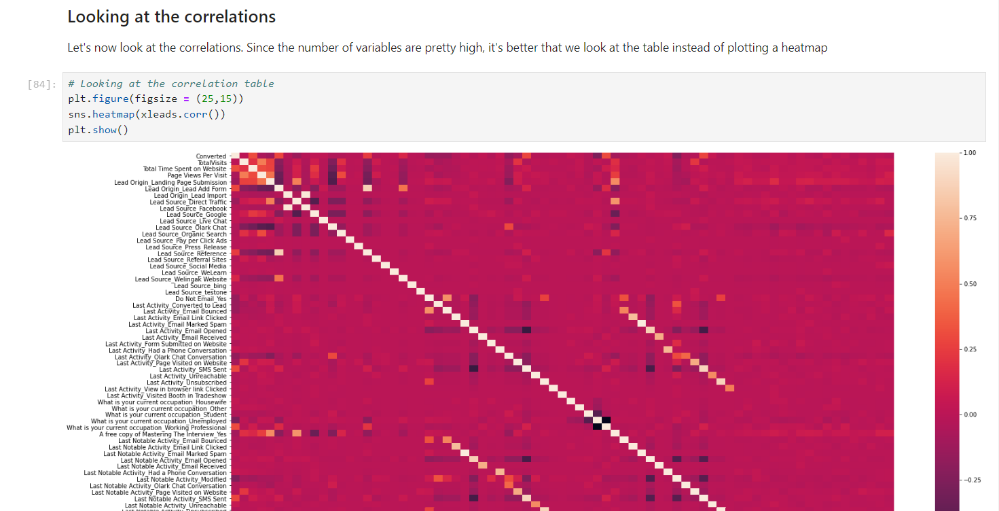 Looking at the correlations
Let's now look at the correlations. Since the number of variables are pretty high, it's better that we look at the table instead of plotting a heatmap
[84]:
# Looking at the correlation table
plt.figure(figsize = (25,15))
sns.heatmap(xleads.corr())
plt.show()
Converted
TotalVisits
Total Time Spent on Website
Page Views Per Visit
Lead Origin_Landing Page Submission
Lead Origin_Lead Add Form
Lead Origin_Lead Import
Lead Source_Direct Traffic
Lead Source_Facebook
Lead Source_Google
Lead Source_Live Chat
Lead Source_Olark Chat
Lead Source_Organic Search
Lead Source_Pay per Click Ads
Lead Source_Press_Release
Lead Source_Reference
Lead Source_Referral Sites
Lead Source_Social Media
Lead Source_WeLearn
Lead Source_Welingak Website
Lead Source_bing
Lead Source_testone
Do Not Email_Yes
Last Activity_Converted to Lead
Last Activity_Email Bounced
Last Activity_Email Link Clicked
Last Activity_Email Marked Spam
Last Activity_Email Opened
Last Activity_Email Received
Last Activity_Form Submitted on Website
Last Activity_Had a Phone Conversation
Last Activity_Olark Chat Conversation
Last Activity_Page Visited on Website
Last Activity_SMS Sent
Last Activity_Unreachable
Last Activity_Unsubscribed
Last Activity_View in browser link Clicked
Last Activity_Visited Booth in Tradeshow
What is your current occupation_Housewife
What is your current occupation_Other
What is your current occupation_Student
What is your current occupation_Unemployed
What is your current occupation_Working Professional
A free copy of Mastering The Interview_Yes
Last Notable Activity_Email Bounced
Last Notable Activity_Email Link Clicked
Last Notable Activity_Email Marked Spam
Last Notable Activity_Email Opened
Last Notable Activity_Email Received
Last Notable Activity_Had a Phone Conversation
Last Notable Activity_Modified
Last Notable Activity_Olark Chat Conversation
Last Notable Activity_Page Visited on Website
Last Notable Activity_SMS Sent
Last Notable Activity_Unreachable
Last Notable Activity_Unsubscribed
1.00
0.75
0.50
0.25
0.00
−0.25